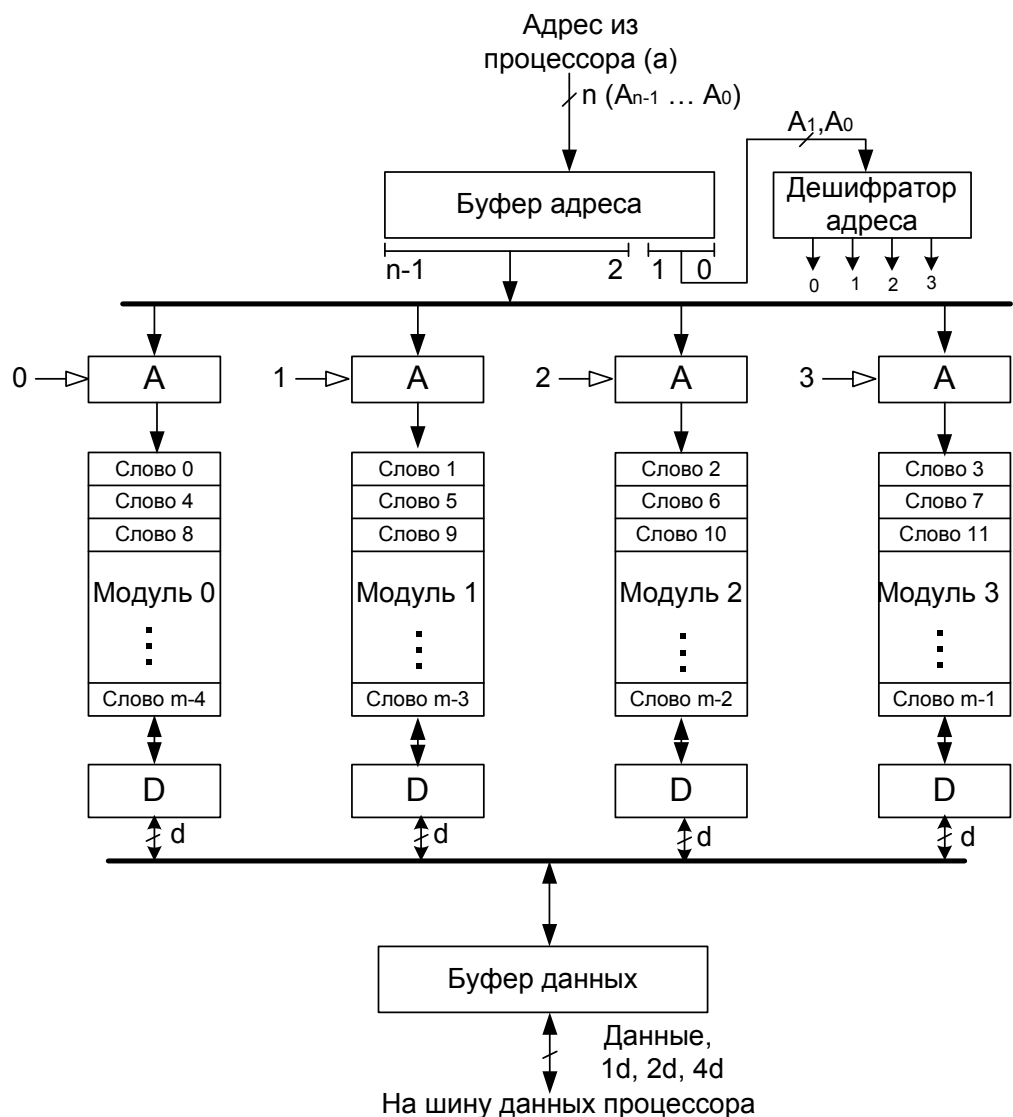 Адрес из
процессора (a)
n (An-1 ... A0)
A1,A0
Буфер адреса
Дешифратор
адреса
n-1 2 1 0
0 1 2 3
0 A 1 A 2 A 3 A
Слово 0 Слово 1 Слово 2 Слово 3
Слово 4 Слово 5 Слово 6 Слово 7
Слово 8 Слово 9 Слово 10 Слово 11
Модуль 0 Модуль 1 Модуль 2 Модуль 3
Слово m-4 Слово m-3 Слово m-2 Слово m-1
D D D D
d d d d
Буфер данных
Данные,
1d, 2d, 4d
На шину данных процессора